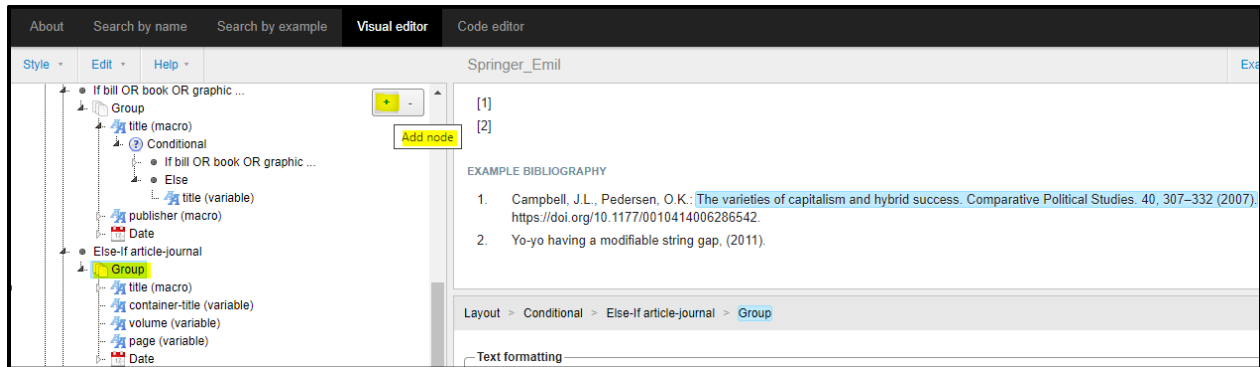 About Search by name Search by example Visual editor Code editor
Style Edit Help
Springer_Emil
If bill OR book OR graphic ...
Group
title (macro)
Conditional
If bill OR book OR graphic ...
Else
title (variable)
publisher (macro)
Date
Else-If article-journal
Group
title (macro)
container-title (variable)
volume (variable)
page (variable)
Date
+ -
Add node
[1]
[2]
EXAMPLE BIBLIOGRAPHY
1. Campbell, J.L., Pedersen, O.K.: The varieties of capitalism and hybrid success. Comparative Political Studies. 40, 307–332 (2007).
https://doi.org/10.1177/0010414006286542.
2. Yo-yo having a modifiable string gap, (2011).
Layout > Conditional > Else-If article-journal > Group
Text formatting